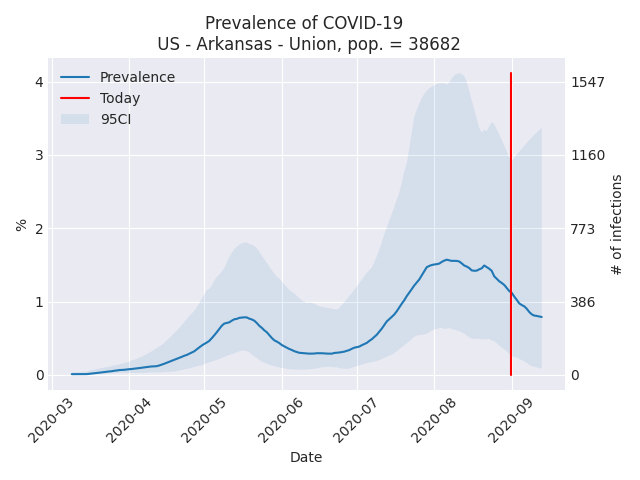 Prevalence of COVID-19
US - Arkansas - Union, pop. = 38682
Prevalence
Today
95CI
4
3
2
1
0
%
1547
1160
773
386
0
# of infections
2020-03
2020-04
2020-05
2020-06
2020-07
2020-08
2020-09
Date